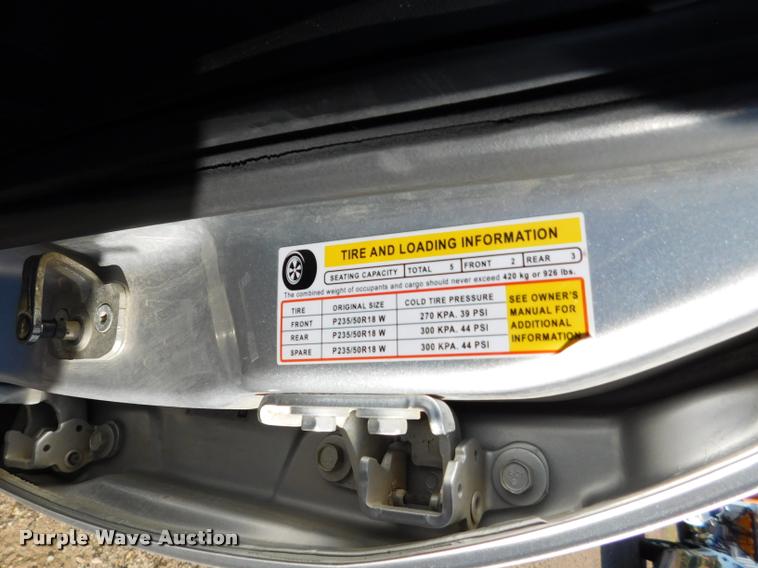 TIRE AND LOADING INFORMATION
SEATING CAPACITY TOTAL 5 FRONT 2 REAR 3
The combined weight of occupants and cargo should never exceed 420 kg or 926 lbs.
TIRE ORIGINAL SIZE COLD TIRE PRESSURE
FRONT P235/50R18 W 270 KPA. 39 PSI
REAR P235/50R18 W 300 KPA. 44 PSI
SPARE P235/50R18 W 300 KPA. 44 PSI
SEE OWNER'S
MANUAL FOR
ADDITIONAL
INFORMATION
Purple Wave Auction